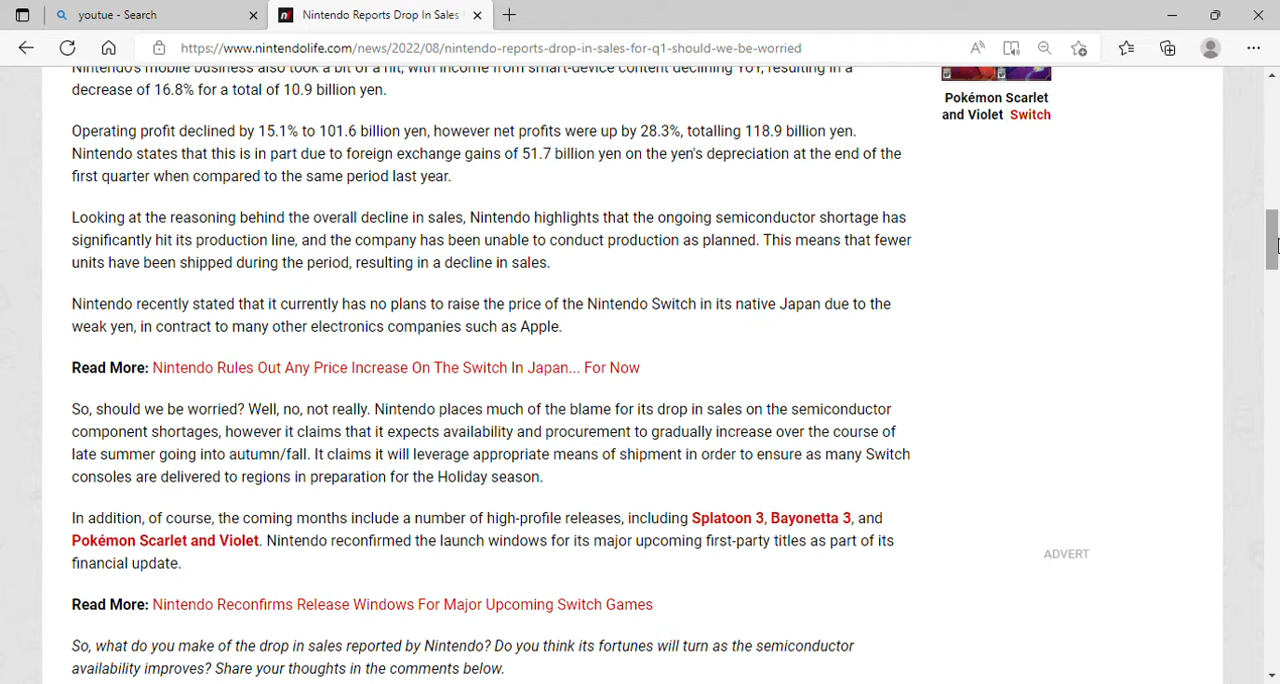 youtue - Search
Nintendo Reports Drop In Sales
https://www.nintendolife.com/news/2022/08/nintendo-reports-drop-in-sales-for-q1-should-we-be-worried
Nintendo's mobile business also took a bit of a hit, with income from smart-device content declining YoY, resulting in a
decrease of 16.8% for a total of 10.9 billion yen.
Operating profit declined by 15.1% to 101.6 billion yen, however net profits were up by 28.3%, totalling 118.9 billion yen.
Nintendo states that this is in part due to foreign exchange gains of 51.7 billion yen on the yen's depreciation at the end of the
first quarter when compared to the same period last year.
Looking at the reasoning behind the overall decline in sales, Nintendo highlights that the ongoing semiconductor shortage has
significantly hit its production line, and the company has been unable to conduct production as planned. This means that fewer
units have been shipped during the period, resulting in a decline in sales.
Nintendo recently stated that it currently has no plans to raise the price of the Nintendo Switch in its native Japan due to the
weak yen, in contract to many other electronics companies such as Apple.
Read More: Nintendo Rules Out Any Price Increase On The Switch In Japan... For Now
So, should we be worried? Well, no, not really. Nintendo places much of the blame for its drop in sales on the semiconductor
component shortages, however it claims that it expects availability and procurement to gradually increase over the course of
late summer going into autumn/fall. It claims it will leverage appropriate means of shipment in order to ensure as many Switch
consoles are delivered to regions in preparation for the Holiday season.
In addition, of course, the coming months include a number of high-profile releases, including Splatoon 3, Bayonetta 3, and
Pokémon Scarlet and Violet. Nintendo reconfirmed the launch windows for its major upcoming first-party titles as part of its
financial update.
Read More: Nintendo Reconfirms Release Windows For Major Upcoming Switch Games
So, what do you make of the drop in sales reported by Nintendo? Do you think its fortunes will turn as the semiconductor
availability improves? Share your thoughts in the comments below.
Pokémon Scarlet
and Violet Switch
ADVERT